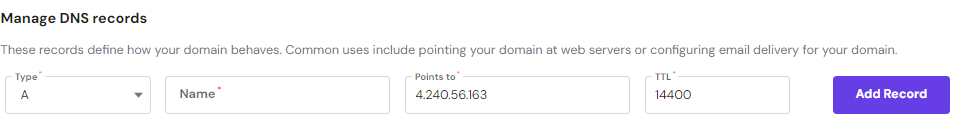 Manage DNS records
These records define how your domain behaves. Common uses include pointing your domain at web servers or configuring email delivery for your domain.
Type* Points to* TTL*
A Name* 4.240.56.163 14400 Add Record